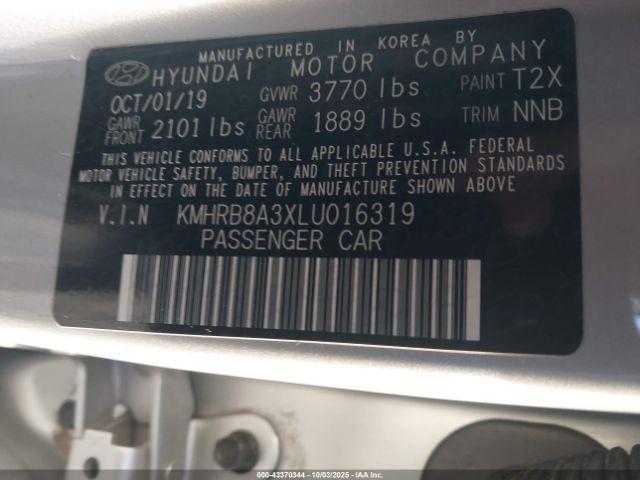 MANUFACTURED IN KOREA BY
HYUNDAI MOTOR COMPANY
OCT/01/19 GVWR 3770 lbs PAINT T2X
GAWR FRONT 2101 lbs GAWR REAR 1889 lbs TRIM NNB
THIS VEHICLE CONFORMS TO ALL APPLICABLE U.S.A. FEDERAL
MOTOR VEHICLE SAFETY, BUMPER, AND THEFT PREVENTION STANDARDS
IN EFFECT ON THE DATE OF MANUFACTURE SHOWN ABOVE
V.I.N KMHRB8A3XLU016319
PASSENGER CAR
000-43370344 - 10/03/2025 - IAAI.COM